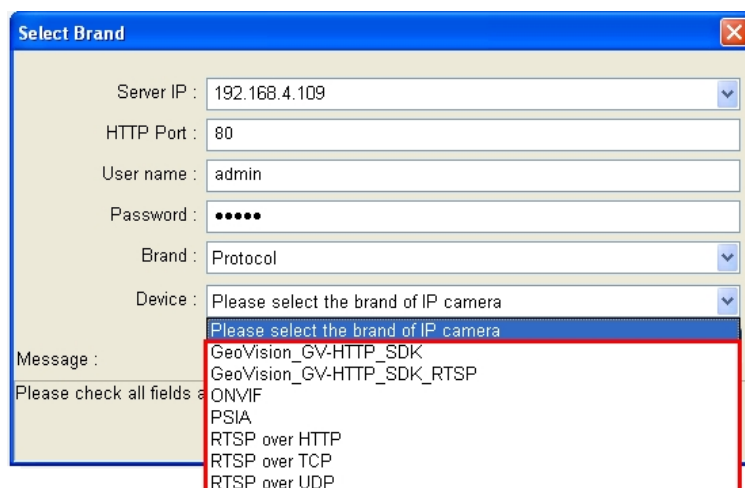 Select Brand
Server IP : 192.168.4.109
HTTP Port : 80
User name : admin
Password : •••••
Brand : Protocol
Device : Please select the brand of IP camera
Please select the brand of IP camera
GeoVision_GV-HTTP_SDK
Message :
GeoVision_GV-HTTP_SDK_RTSP
Please check all fields a
ONVIF
PSIA
RTSP over HTTP
RTSP over TCP
RTSP over UDP